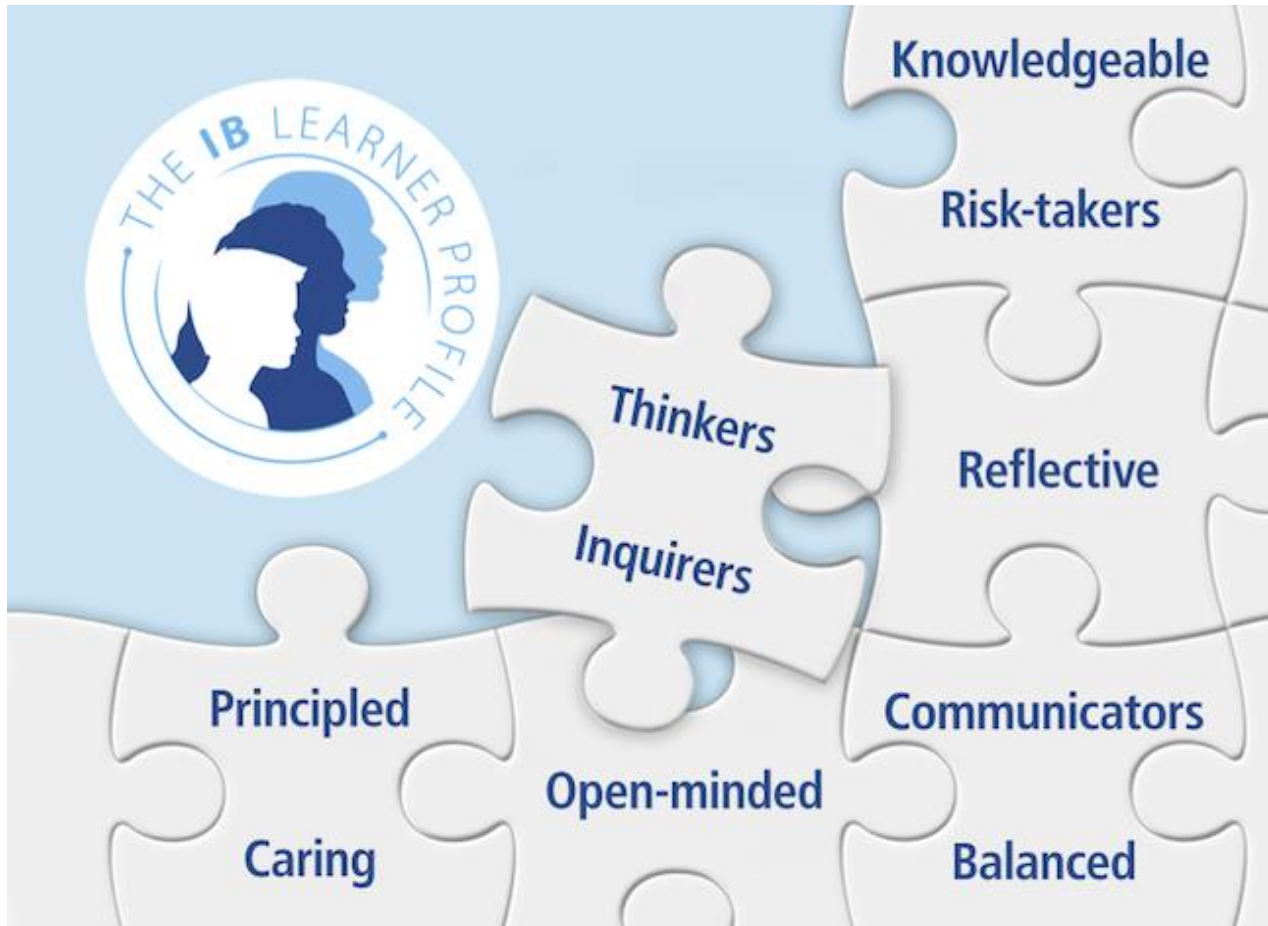 THE IB LEARNER PROFILE
Knowledgeable
Risk-takers
Thinkers
Reflective
Inquirers
Principled
Communicators
Open-minded
Caring
Balanced